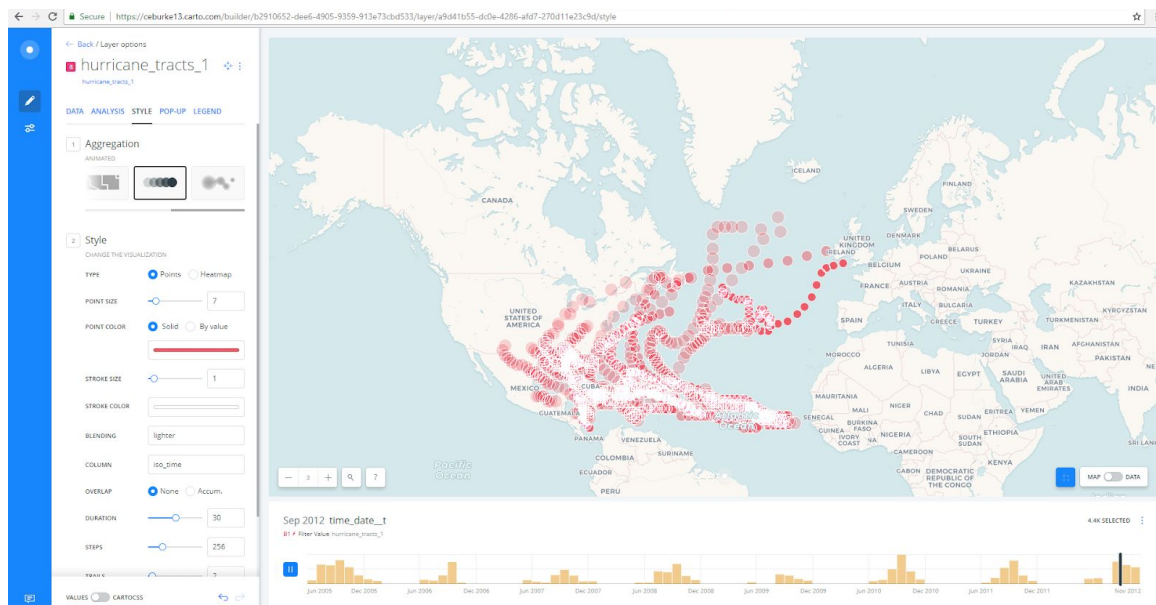 Secure
https://ceburke13.carto.com/builder/b2910652-dee6-4905-9359-913e73cbd533/layer/a9d41b55-dc0e-4286-afd7-270d11e23c9d/style
← Back / Layer options
B hurricane_tracts_1
hurricane_tracts_1
DATA ANALYSIS STYLE POP-UP LEGEND
1 Aggregation
ANIMATED
2 Style
CHANGE THE VISUALIZATION
TYPE Points Heatmap
POINT SIZE 7
POINT COLOR Solid By value
STROKE SIZE 1
STROKE COLOR
BLENDING lighter
COLUMN iso_time
OVERLAP None Accum.
DURATION 30
STEPS 256
TRAILS 2
VALUES CARTOCSS
ICELAND
FINLAND
CANADA
SWEDEN
UNITED KINGDOM
DENMARK
IRELAND
BELARUS
POLAND
BELGIUM
UKRAINE
FRANCE
AUSTRIA
ROMANIA
KAZAKHSTAN
ITALY
BULGARIA
KYRGYZSTAN
UNITED STATES OF AMERICA
SPAIN
GREECE
TURKEY
TURKMENISTAN
TUNISIA
SYRIA
IRAQ
IRAN
AFGHANISTAN
MOROCCO
JORDAN
PAKISTAN
ALGERIA
LIBYA
EGYPT
SAUDI ARABIA
UNITED ARAB EMIRATES
INDIA
MEXICO
CUBA
GUATEMALA
Atlantic Ocean
MAURITANIA
MALI
NIGER
CHAD
SUDAN
ERITREA
YEMEN
SENEGAL
GUINEA
BURKINA FASO
IVORY COAST
NIGERIA
SOUTH SUDAN
ETHIOPIA
SRI LAN
PANAMA
VENEZUELA
COLOMBIA
SURINAME
CAMEROON
Pacific Ocean
ECUADOR
GABON
DEMOCRATIC REPUBLIC OF THE CONGO
KENYA
PERU
− 3 + ?
MAP DATA
Sep 2012 time_date__t
4.4K SELECTED
B1 Filter Value hurricane_tracts_1
Jun 2005 Dec 2005 Jun 2006 Dec 2006 Jun 2007 Dec 2007 Jun 2008 Dec 2008 Jun 2009 Dec 2009 Jun 2010 Dec 2010 Jun 2011 Dec 2011 Nov 2012